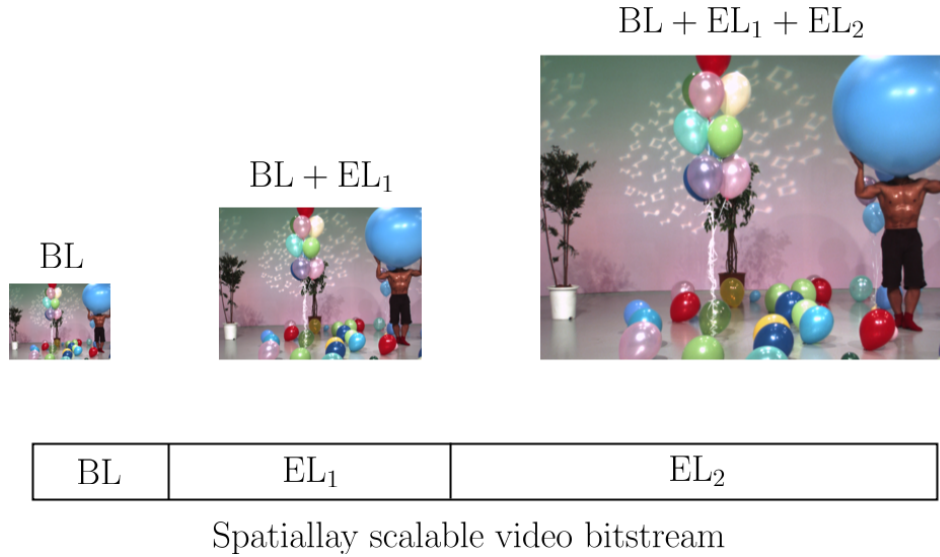 BL + EL₁ + EL₂
BL + EL₁
BL
BL EL₁ EL₂
Spatiallay scalable video bitstream